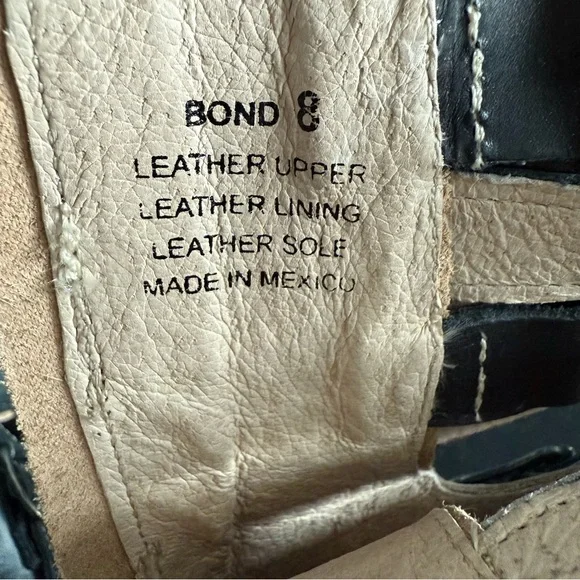 BOND 8
LEATHER UPPER
LEATHER LINING
LEATHER SOLE
MADE IN MEXICO